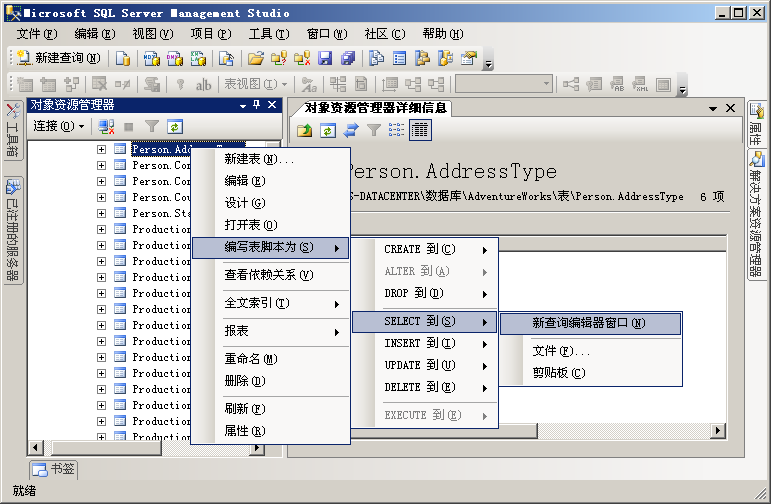 Microsoft SQL Server Management Studio
文件(F) 编辑(E) 视图(V) 项目(P) 工具(T) 窗口(W) 社区(C) 帮助(H)
新建查询(N)
表视图(I)
对象资源管理器
连接(O)
工具箱
已注册的服务器
Person.Add
Person.Con
Person.Con
Person.Cou
Person.Sta
Production
Production
Production
Production
Production
Production
Production
Production
Production
Production
Production
Production
Production
Production
新建表(N)...
编辑(E)
设计(G)
打开表(O)
编写表脚本为(S)
查看依赖关系(V)
全文索引(T)
报表
重命名(M)
删除(D)
刷新(F)
属性(R)
对象资源管理器详细信息
Person.AddressType
S-DATACENTER\数据库\AdventureWorks\表\Person.AddressType 6 项
CREATE 到(C)
ALTER 到(A)
DROP 到(D)
SELECT 到(S)
INSERT 到(I)
UPDATE 到(U)
DELETE 到(E)
EXECUTE 到(E)
新查询编辑器窗口(N)
文件(F)...
剪贴板(C)
属性
解决方案资源管理器
书签
就绪